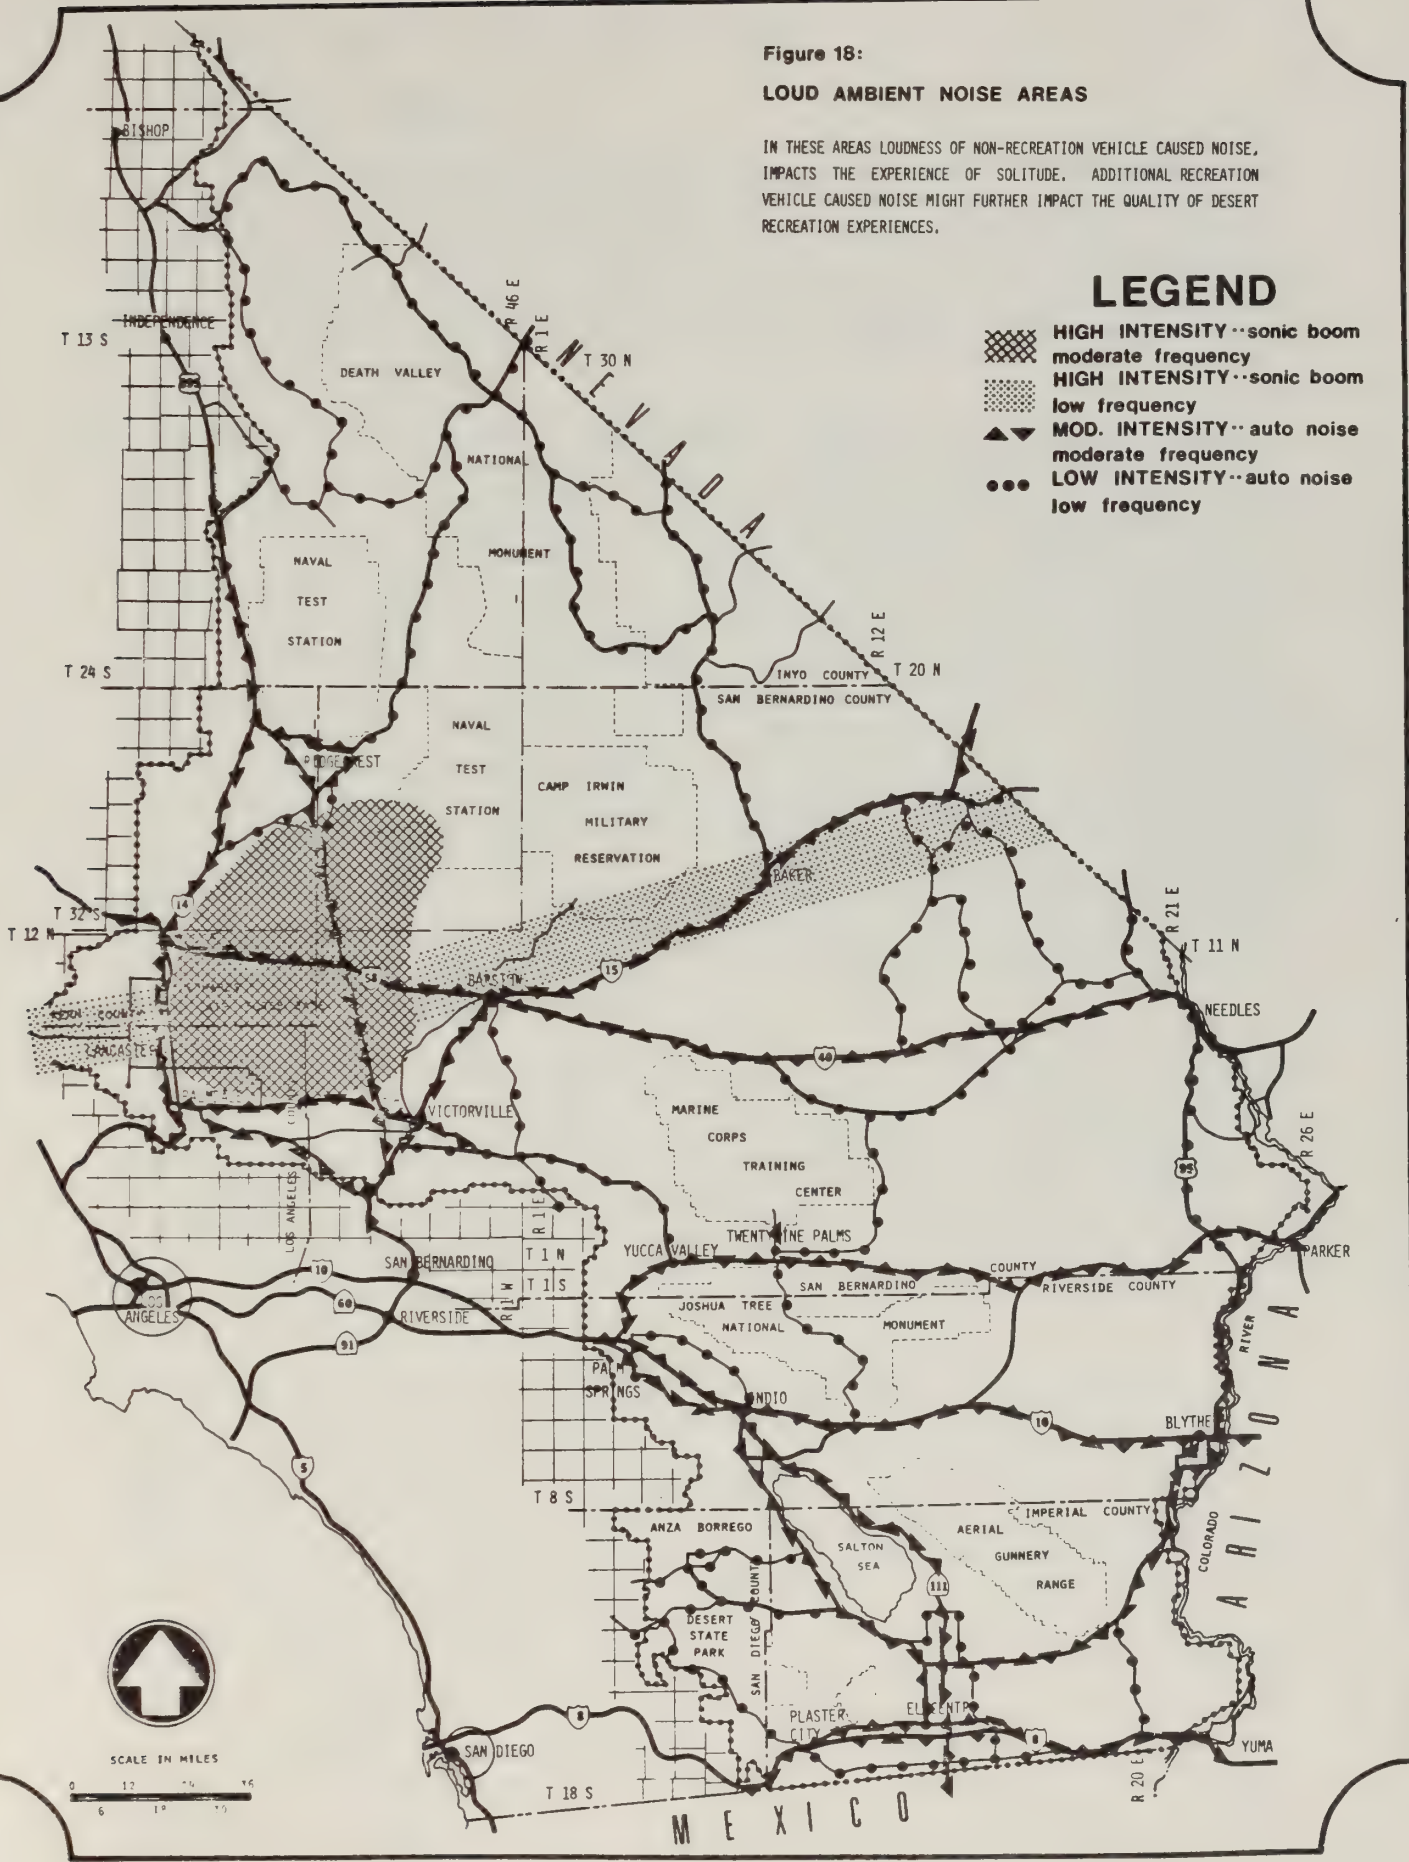 Figure 18:
LOUD AMBIENT NOISE AREAS
IN THESE AREAS LOUDNESS OF NON-RECREATION VEHICLE CAUSED NOISE,
IMPACTS THE EXPERIENCE OF SOLITUDE. ADDITIONAL RECREATION
VEHICLE CAUSED NOISE MIGHT FURTHER IMPACT THE QUALITY OF DESERT
RECREATION EXPERIENCES.
LEGEND
HIGH INTENSITY··sonic boom
moderate frequency
HIGH INTENSITY··sonic boom
low frequency
MOD. INTENSITY··auto noise
moderate frequency
LOW INTENSITY··auto noise
low frequency
BISHOP
INDEPENDENCE
T 13 S
R 46 E
R 1 E
T 30 N
NEVADA
DEATH VALLEY
NATIONAL
MONUMENT
NAVAL
TEST
STATION
R 12 E
T 24 S
T 20 N
INYO COUNTY
SAN BERNARDINO COUNTY
NAVAL
TEST
STATION
RIDGECREST
CAMP IRWIN
MILITARY
RESERVATION
BAKER
14
T 32 S
T 12 N
R 21 E
T 11 N
58
BARSTOW
15
KERN COUNTY
LANCASTER
NEEDLES
40
VICTORVILLE
MARINE
CORPS
TRAINING
CENTER
95
R 26 E
LOS ANGELES
R 1 E
TWENTYNINE PALMS
YUCCA VALLEY
PARKER
SAN BERNARDINO
T 1 N
T 1 S
R 1 W
10
60
91
RIVERSIDE
ANGELES
SAN BERNARDINO
COUNTY
RIVERSIDE COUNTY
JOSHUA TREE
NATIONAL
MONUMENT
RIVER
ARIZONA
PALM
SPRINGS
INDIO
10
BLYTHE
5
T 8 S
IMPERIAL COUNTY
ANZA BORREGO
AERIAL
GUNNERY
RANGE
SALTON
SEA
COLORADO
111
DESERT
STATE
PARK
SAN DIEGO COUNTY
PLASTER
CITY
EL CENTRO
8
8
SAN DIEGO
YUMA
R 20 E
T 18 S
MEXICO
SCALE IN MILES
0 12
6 18